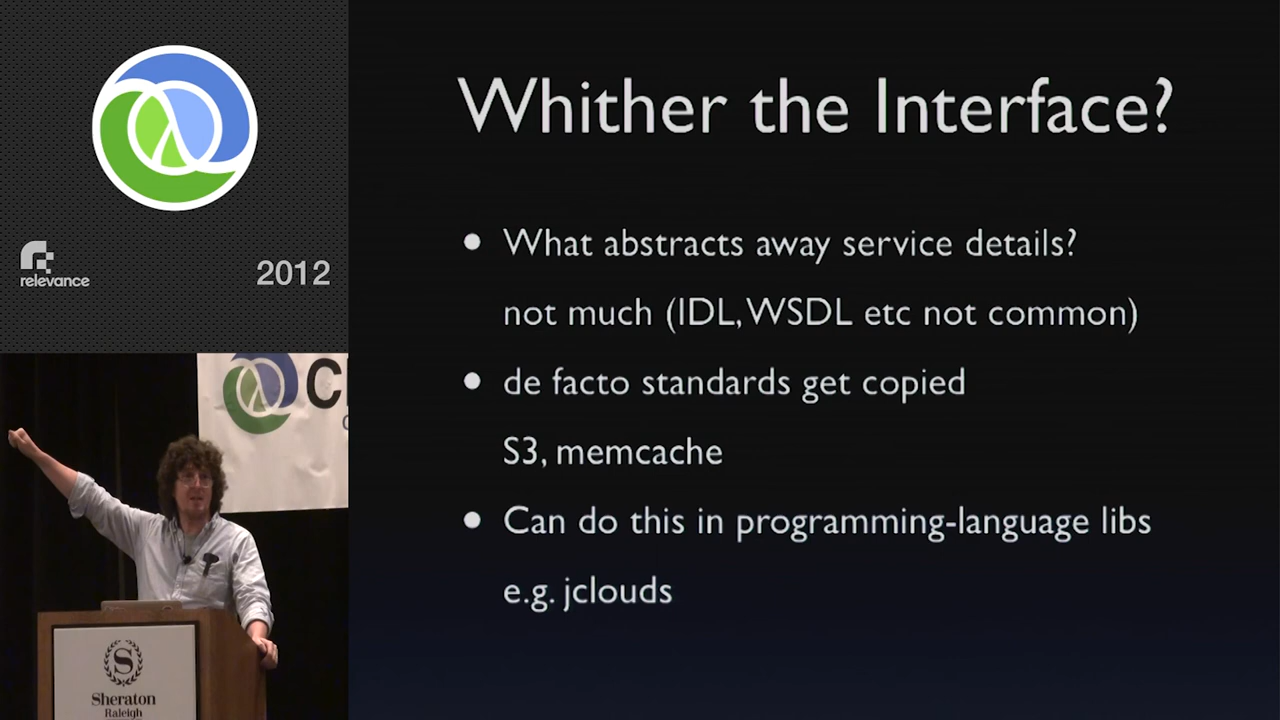 relevance
2012
C
Sheraton
Raleigh
Whither the Interface?
• What abstracts away service details?
not much (IDL, WSDL etc not common)
• de facto standards get copied
S3, memcache
• Can do this in programming-language libs
e.g. jclouds